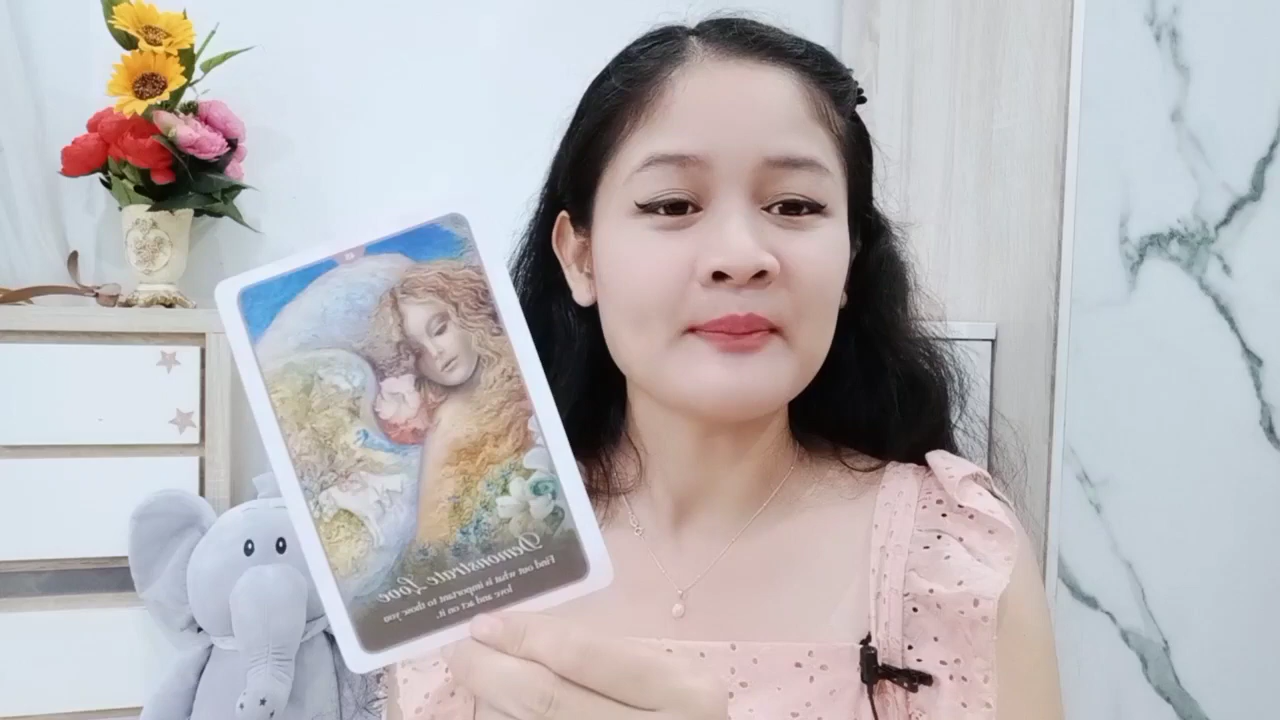 Demonstrate Love
Find out what is important to those you
love and act on it.